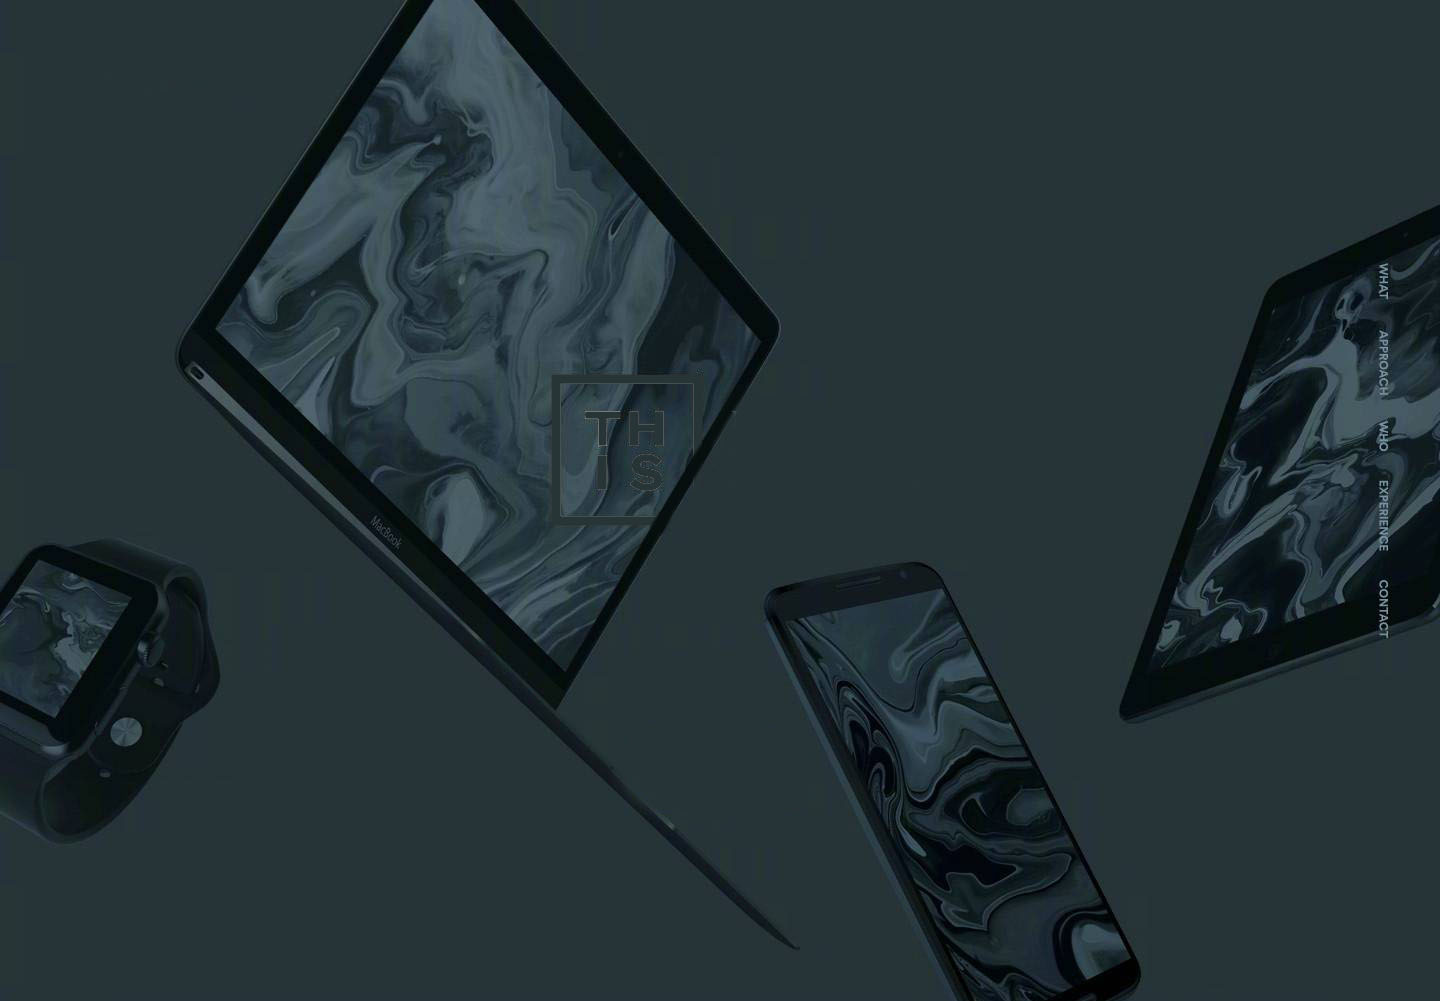 TH
IS
MacBook
WHAT
APPROACH
WHO
EXPERIENCE
CONTACT